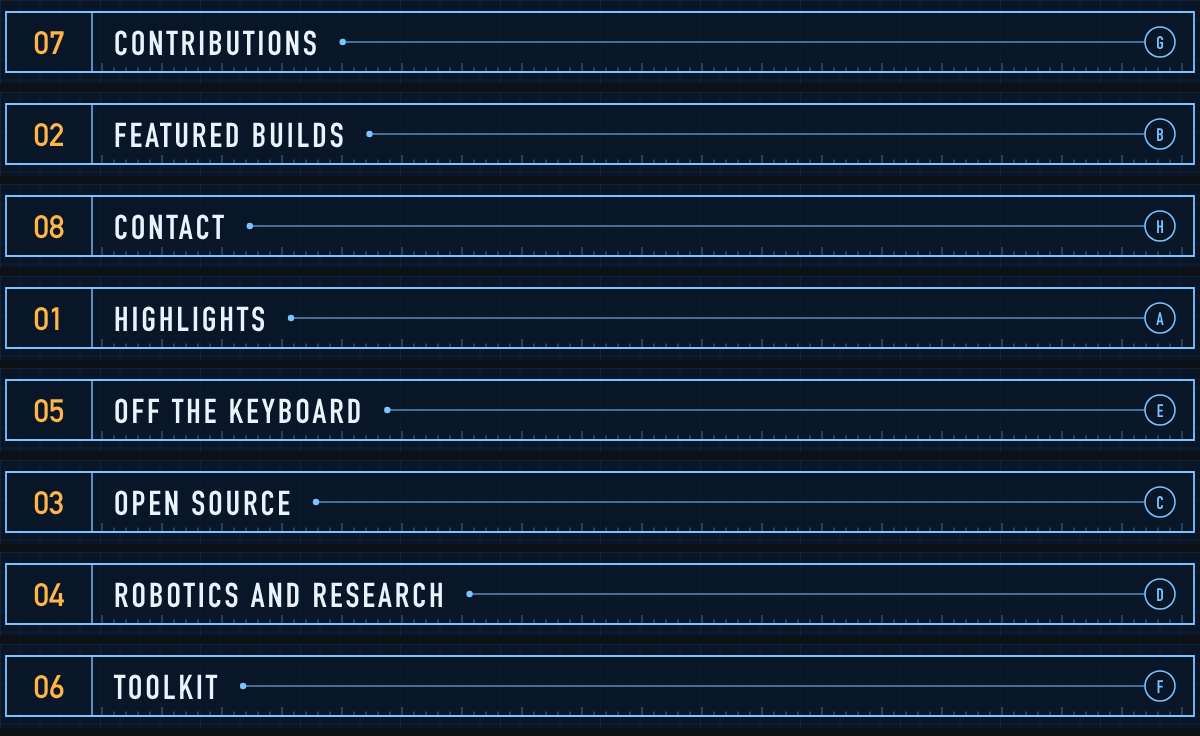 07 CONTRIBUTIONS G
02 FEATURED BUILDS B
08 CONTACT H
01 HIGHLIGHTS A
05 OFF THE KEYBOARD E
03 OPEN SOURCE C
04 ROBOTICS AND RESEARCH D
06 TOOLKIT F